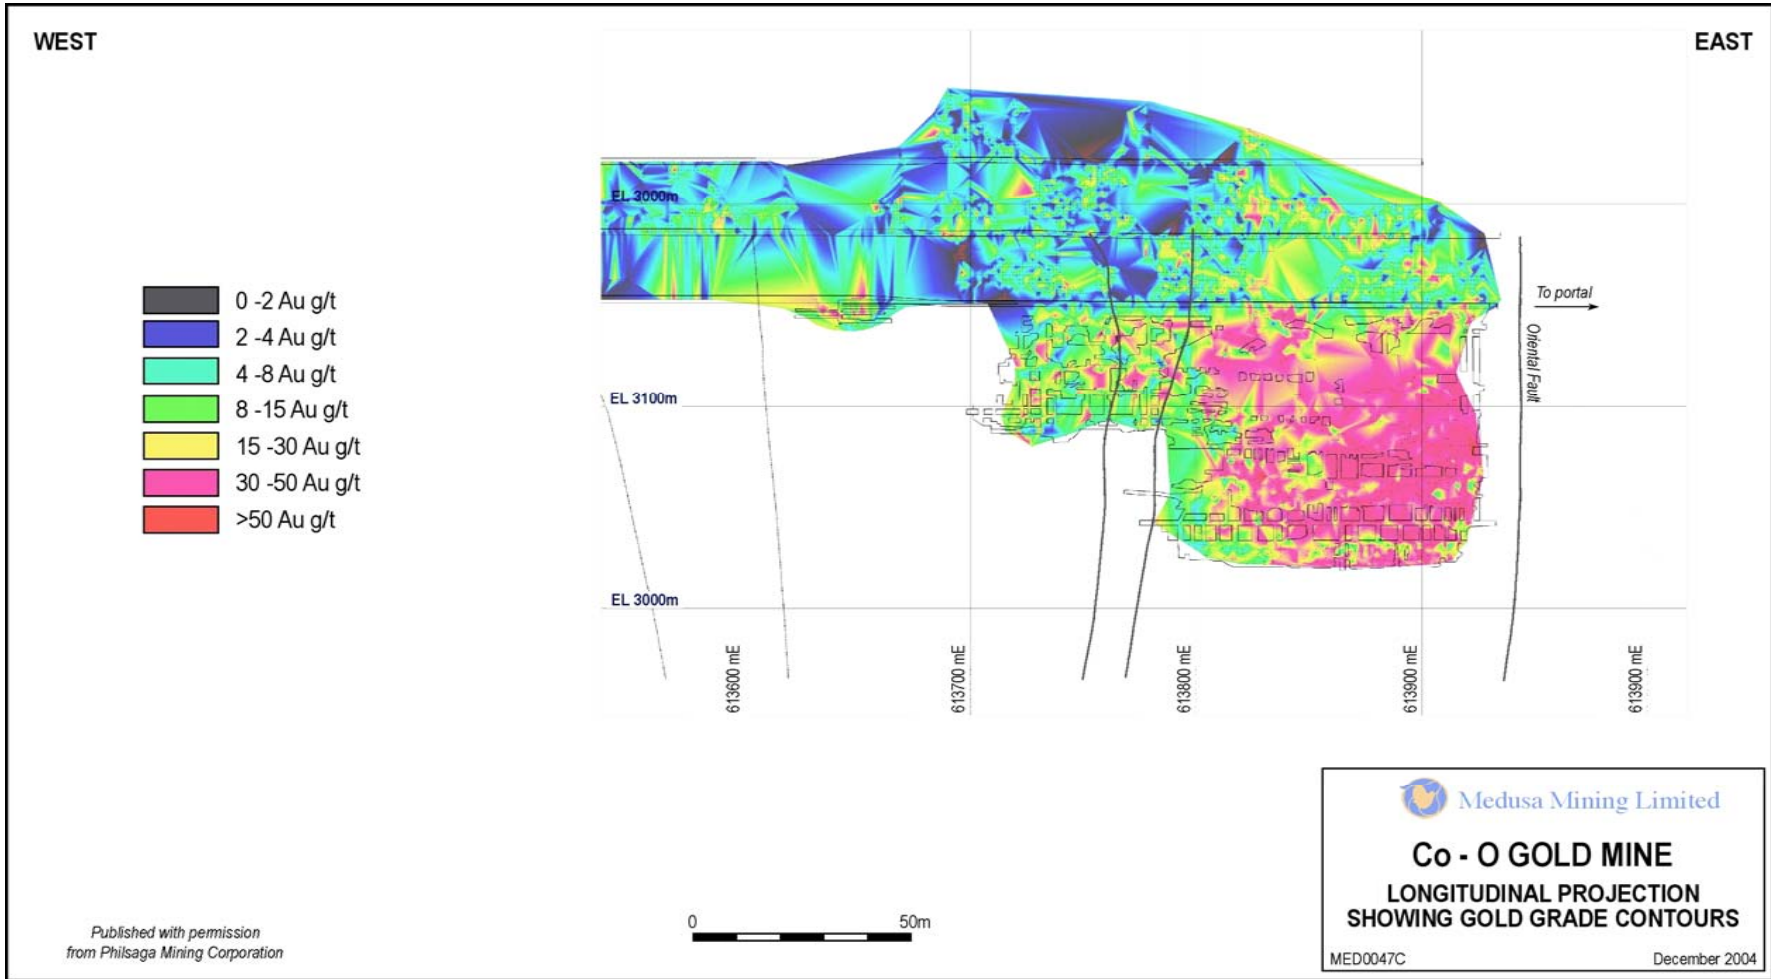 WEST
EAST
EL 3000m
0 -2 Au g/t
2 -4 Au g/t
4 -8 Au g/t
8 -15 Au g/t
15 -30 Au g/t
30 -50 Au g/t
>50 Au g/t
To portal
Oriental Fault
EL 3100m
EL 3000m
613600 mE
613700 mE
613800 mE
613900 mE
613900 mE
Medusa Mining Limited
Co - O GOLD MINE
LONGITUDINAL PROJECTION
SHOWING GOLD GRADE CONTOURS
MED0047C
December 2004
0
50m
Published with permission
from Philsaga Mining Corporation